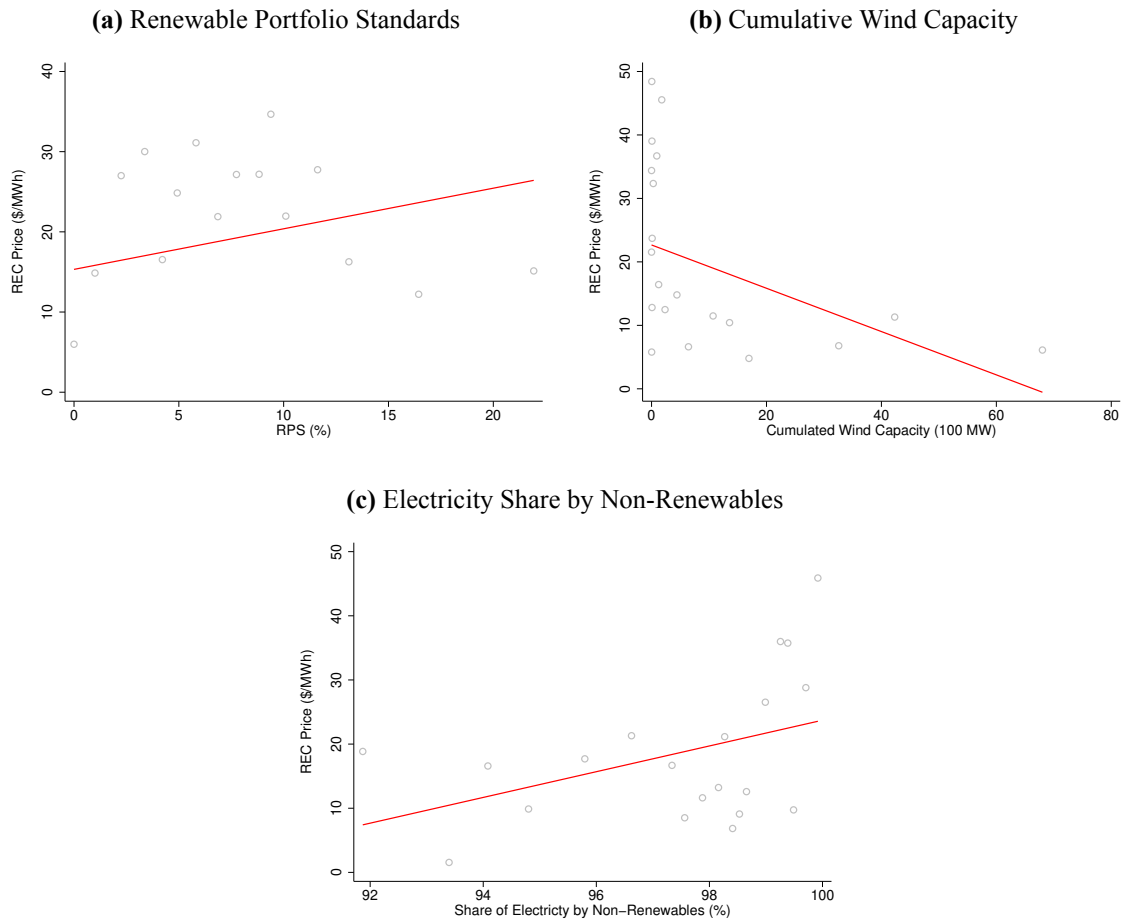 (a) Renewable Portfolio Standards
REC Price ($/MWh)
40
30
20
10
0
0 5 10 15 20
RPS (%)
(b) Cumulative Wind Capacity
REC Price ($/MWh)
50
40
30
20
10
0
0 20 40 60 80
Cumulated Wind Capacity (100 MW)
(c) Electricity Share by Non-Renewables
REC Price ($/MWh)
50
40
30
20
10
0
92 94 96 98 100
Share of Electricty by Non−Renewables (%)